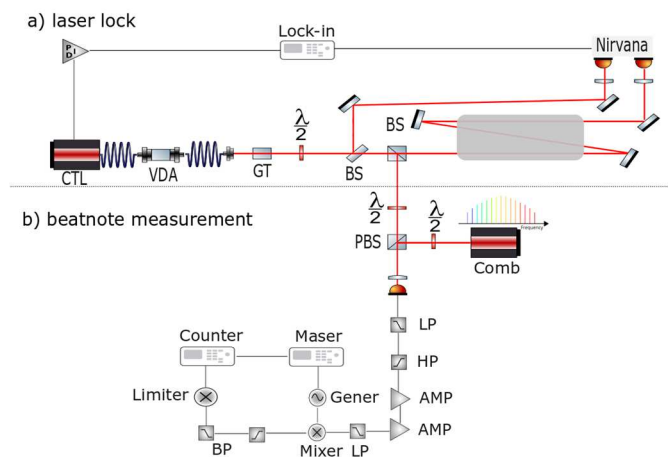 a) laser lock
Lock-in
Nirvana
P I D
λ/2
BS
CTL
VDA
GT
BS
b) beatnote measurement
λ/2
λ/2
Frequency
PBS
Comb
LP
Counter
Maser
HP
Limiter
Gener
AMP
AMP
BP
Mixer LP